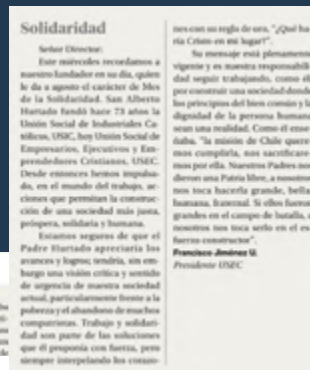 Solidaridad
Señor Director:
Este miércoles recordamos a
nuestro fundador en su día, quien
le da a agosto el carácter de Mes
de la Solidaridad. San Alberto
Hurtado fundó hace 73 años la
Unión Social de Industriales Ca-
tólicos, USIC, hoy Unión Social de
Empresarios, Ejecutivos y Em-
prendedores Cristianos, USEC.
Desde entonces hemos impulsa-
do, en el mundo del trabajo, ac-
ciones que permitan la construc-
ción de una sociedad más justa,
próspera, solidaria y humana.
Estamos seguros de que el
Padre Hurtado apreciaría los
avances y logros; tendría, sin em-
bargo una visión crítica y sentido
de urgencia de nuestra sociedad
actual, particularmente frente a la
pobreza y el abandono de muchos
compatriotas. Trabajo y solidari-
dad son parte de las soluciones
que él proponía con fuerza, pero
siempre interpelando los corazo-
nes con su regla de oro, "¿Qué ha-
ría Cristo en mi lugar?".
Su mensaje está plenamente
vigente y es nuestra responsabili-
dad seguir trabajando, como él,
por construir una sociedad donde
los principios del bien común y la
dignidad de la persona humana
sean una realidad. Como él ense-
ñaba, "la misión de Chile quere-
mos cumplirla, nos sacrificare-
mos por ella. Nuestros Padres nos
dieron una Patria libre, a nosotros
nos toca hacerla grande, bella,
humana, fraternal. Si ellos fueron
grandes en el campo de batalla, a
nosotros nos toca serlo en el es-
fuerzo constructor".
Francisco Jiménez U.
Presidente USEC